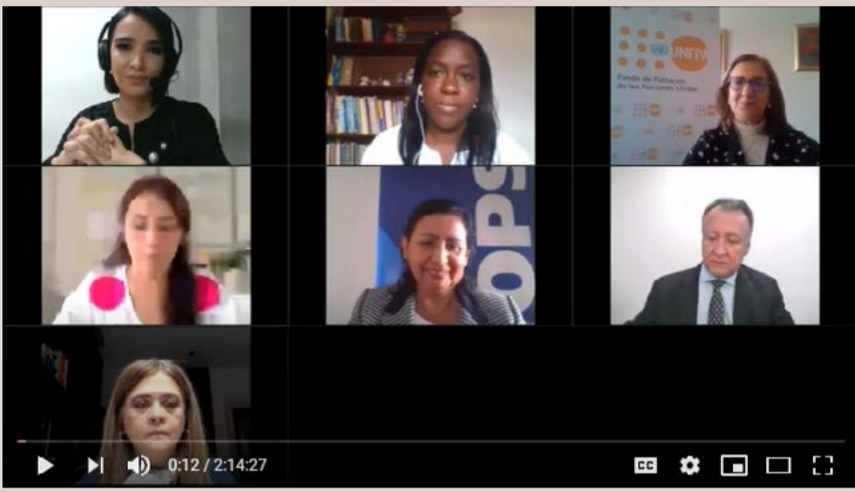 UNFPA
Fondo de Población
de las Naciones Unidas
OPS
0:12 / 2:14:27
CC